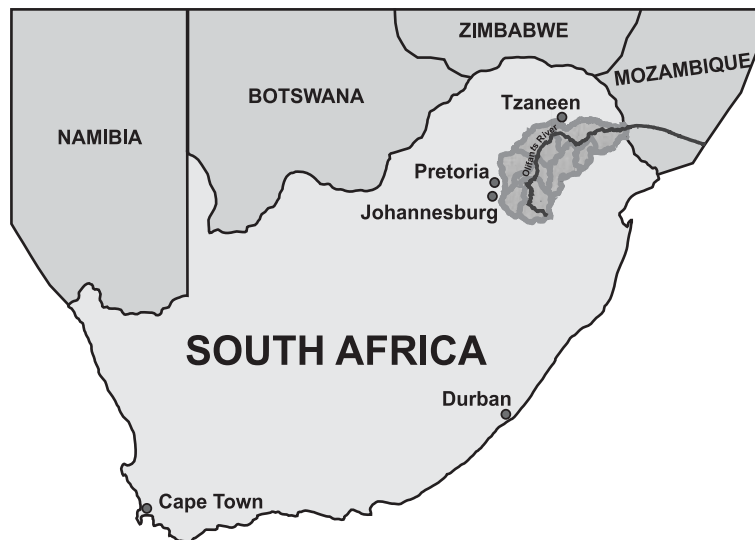 ZIMBABWE
MOZAMBIQUE
BOTSWANA
Tzaneen
NAMIBIA
Olifants River
Pretoria
Johannesburg
SOUTH AFRICA
Durban
Cape Town